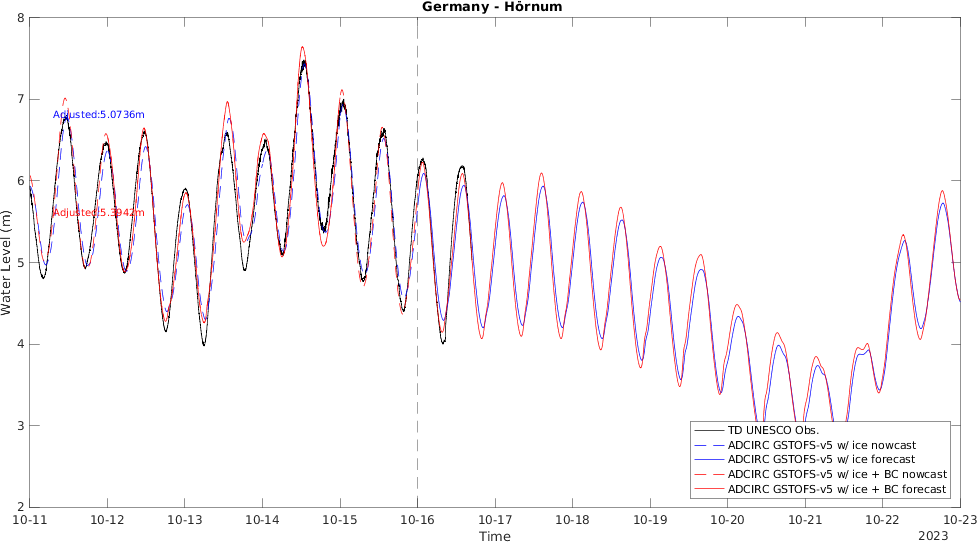 Germany - Hörnum
Water Level (m)
8
7
6
5
4
3
2
Adjusted:5.0736m
Adjusted:5.3942m
TD UNESCO Obs.
ADCIRC GSTOFS-v5 w/ ice nowcast
ADCIRC GSTOFS-v5 w/ ice forecast
ADCIRC GSTOFS-v5 w/ ice + BC nowcast
ADCIRC GSTOFS-v5 w/ ice + BC forecast
10-11 10-12 10-13 10-14 10-15 10-16 10-17 10-18 10-19 10-20 10-21 10-22 10-23
Time
2023